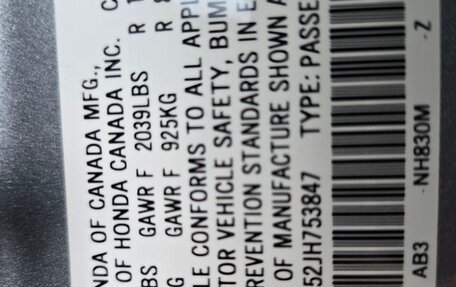 NDA OF CANADA MFG.,
OF HONDA CANADA INC.
BS GAWR F 2039LBS R
G GAWR F 925KG R
LE CONFORMS TO ALL APPL
TOR VEHICLE SAFETY, BUM
REVENTION STANDARDS IN E
OF MANUFACTURE SHOWN A
52JH753847 TYPE: PASSE
AB3 - NH830M - Z